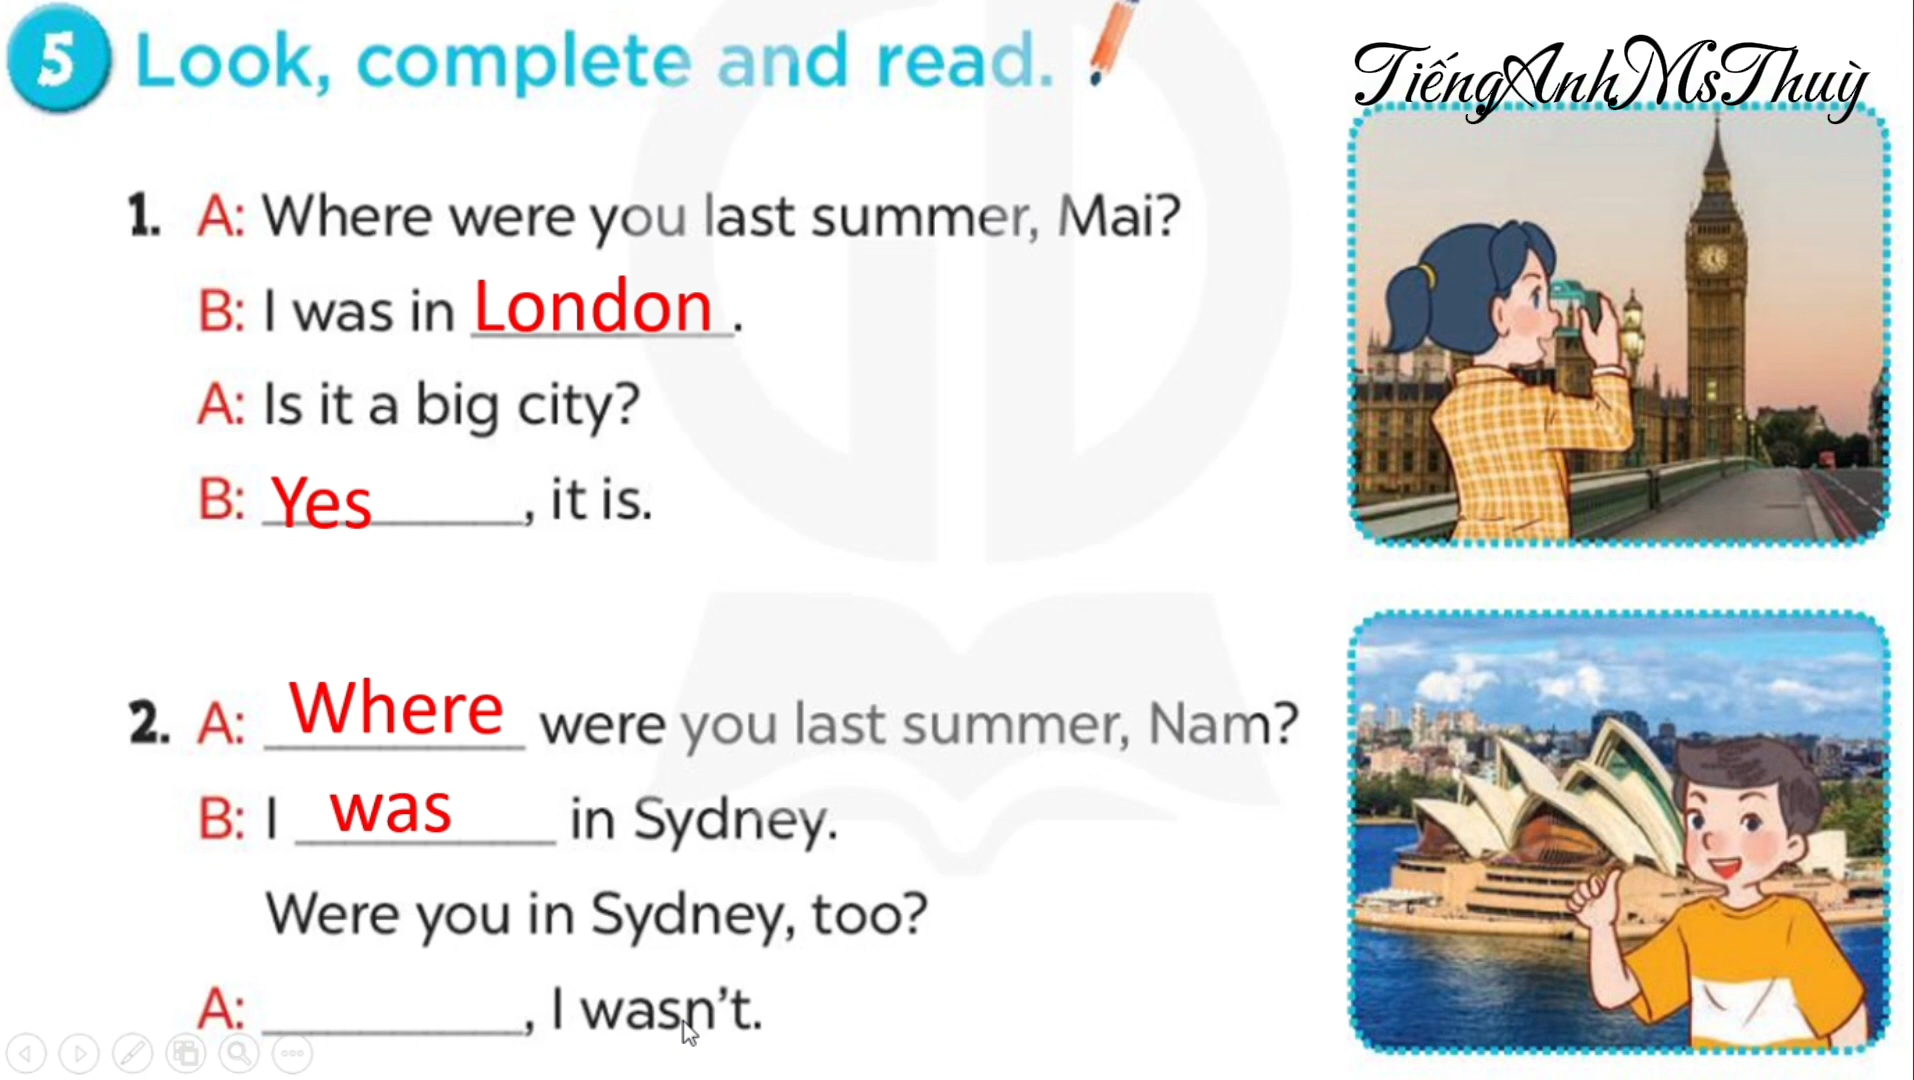 5 Look, complete and read.
TiếngAnhMsThuỳ
1. A: Where were you last summer, Mai?
B: I was in London.
A: Is it a big city?
B: Yes, it is.
2. A: Where were you last summer, Nam?
B: I was in Sydney.
Were you in Sydney, too?
A: __________, I wasn't.